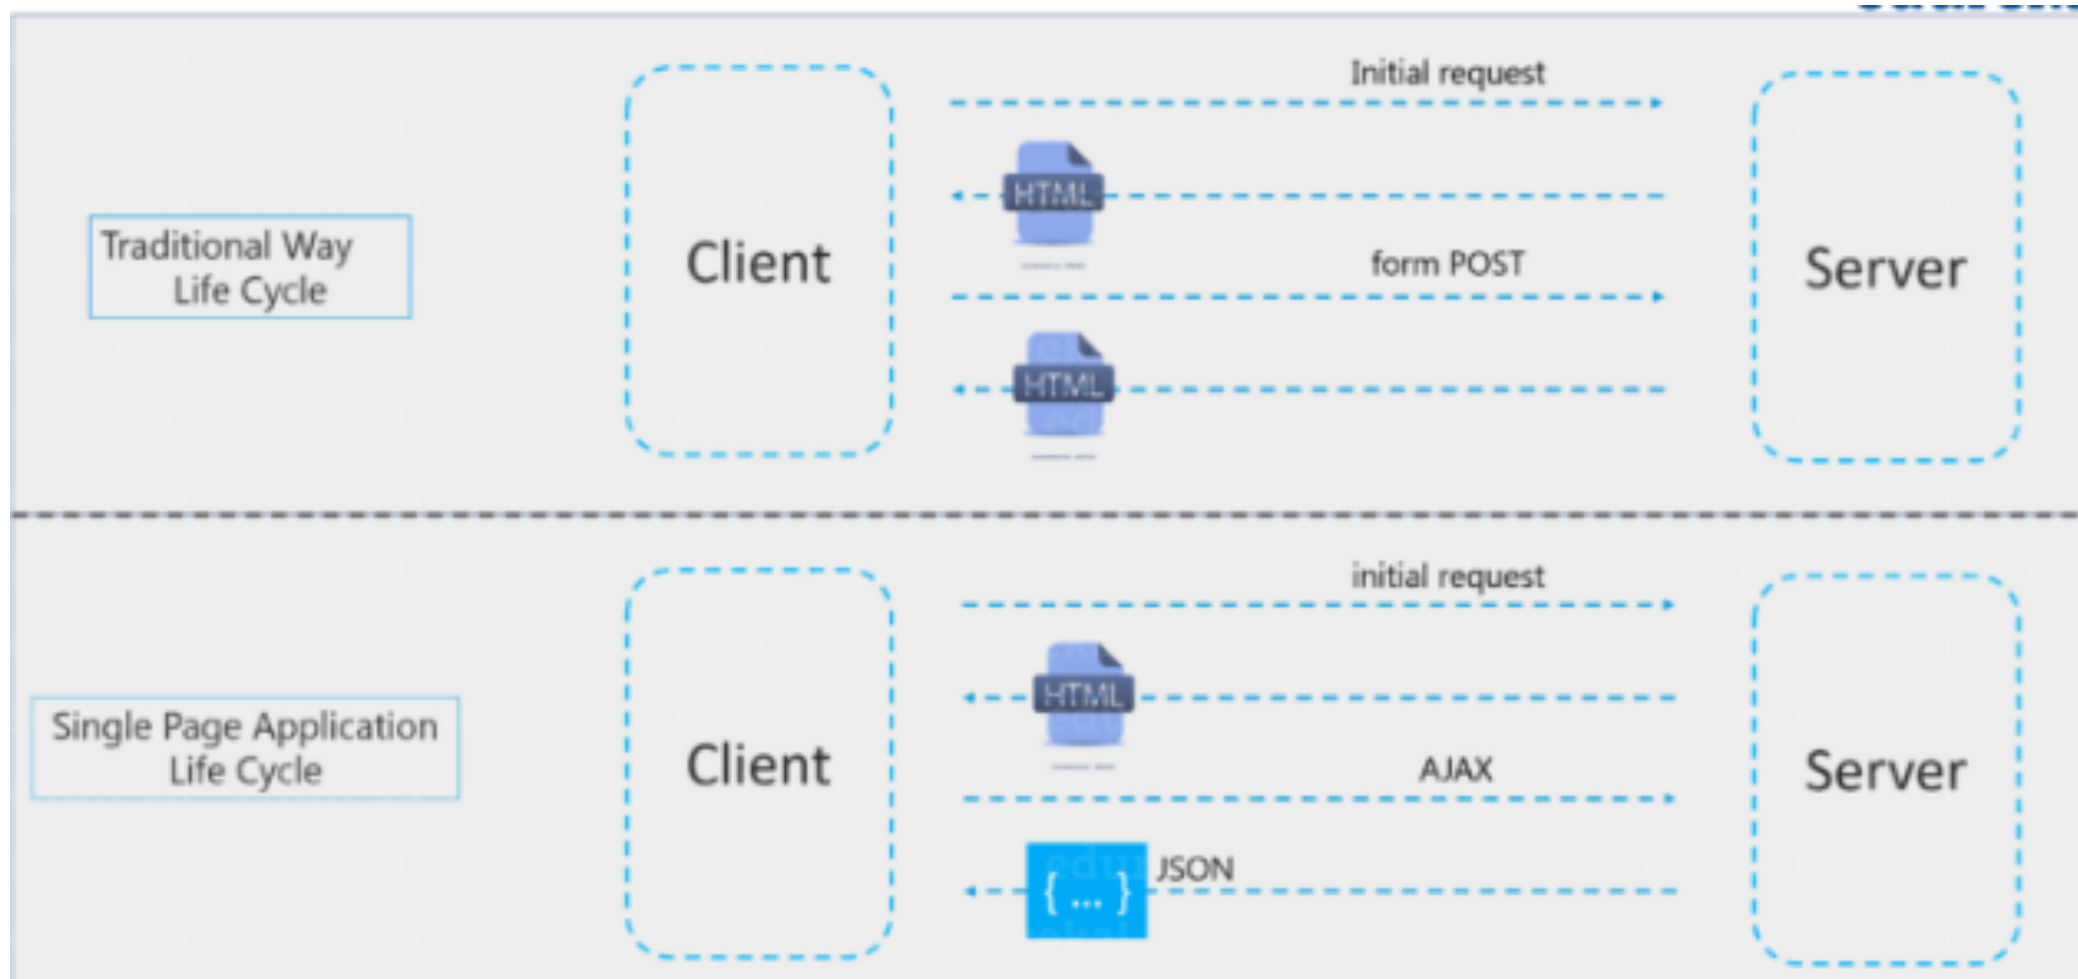 Initial request
HTML
Traditional Way
Life Cycle
Client
form POST
Server
HTML
initial request
HTML
Single Page Application
Life Cycle
Client
AJAX
Server
JSON
{ ... }